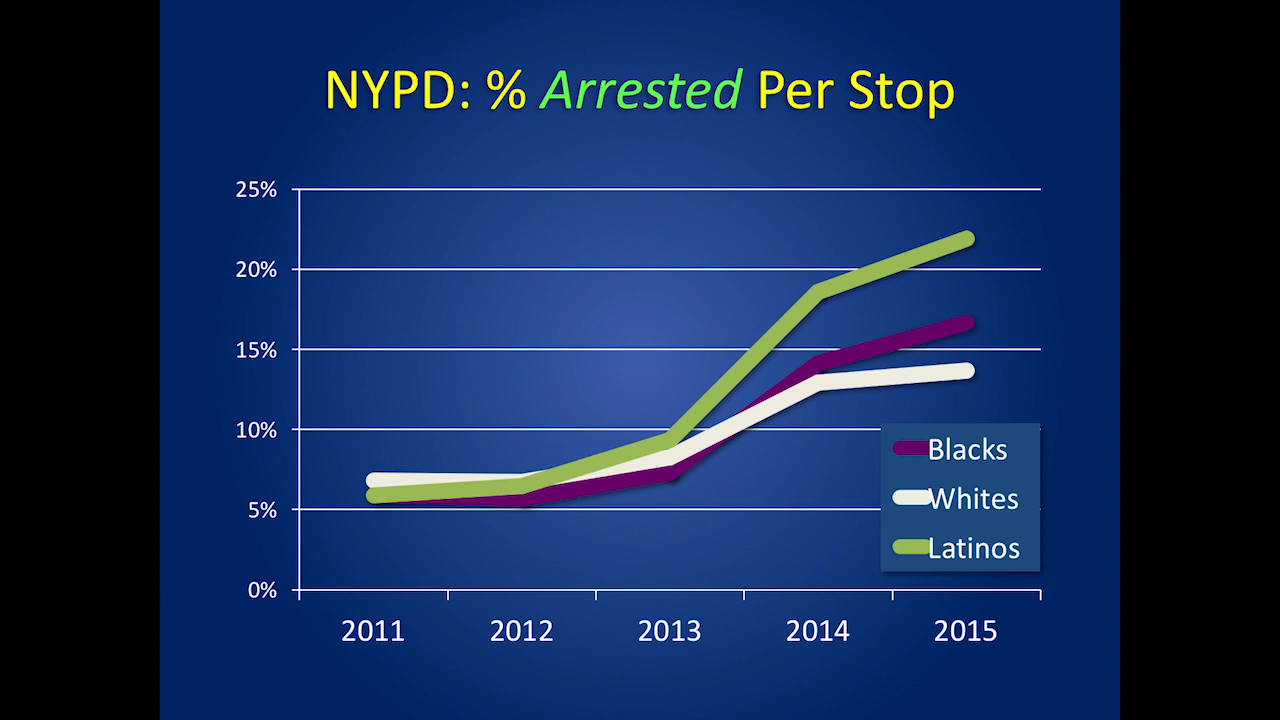 NYPD: % Arrested Per Stop
25%
20%
15%
10%
5%
0%
2011 2012 2013 2014 2015
Blacks
Whites
Latinos